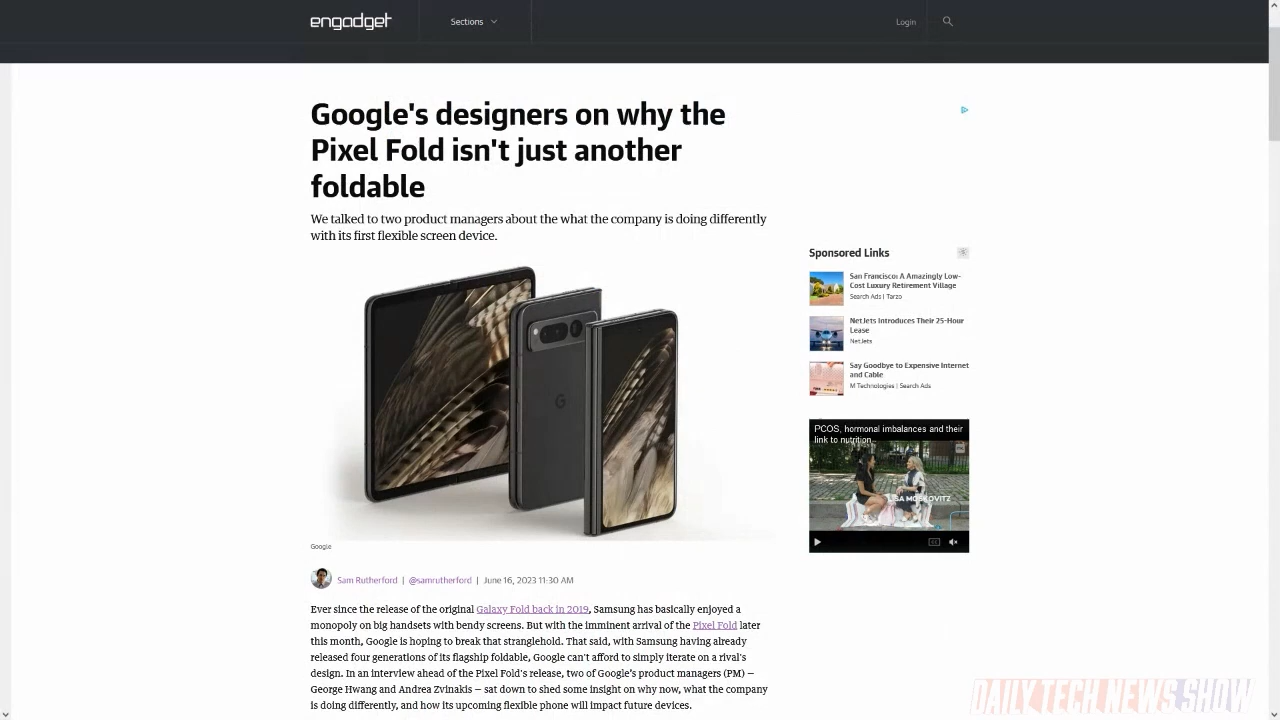 engadget
Sections
Login
Google's designers on why the
Pixel Fold isn't just another
foldable
We talked to two product managers about the what the company is doing differently
with its first flexible screen device.
Google
Sam Rutherford | @samrutherford | June 16, 2023 11:30 AM
Ever since the release of the original Galaxy Fold back in 2019, Samsung has basically enjoyed a
monopoly on big handsets with bendy screens. But with the imminent arrival of the Pixel Fold later
this month, Google is hoping to break that stranglehold. That said, with Samsung having already
released four generations of its flagship foldable, Google can't afford to simply iterate on a rival's
design. In an interview ahead of the Pixel Fold's release, two of Google's product managers (PM) —
George Hwang and Andrea Zvinakis — sat down to shed some insight on why now, what the company
is doing differently, and how its upcoming flexible phone will impact future devices.
Sponsored Links
San Francisco: A Amazingly Low-
Cost Luxury Retirement Village
Search Ads | Tarzo
NetJets Introduces Their 25-Hour
Lease
NetJets
Say Goodbye to Expensive Internet
and Cable
M Technologies | Search Ads
PCOS, hormonal imbalances and their
link to nutrition...
LISA MOSKOVITZ
CC
DAILY TECH NEWS SHOW